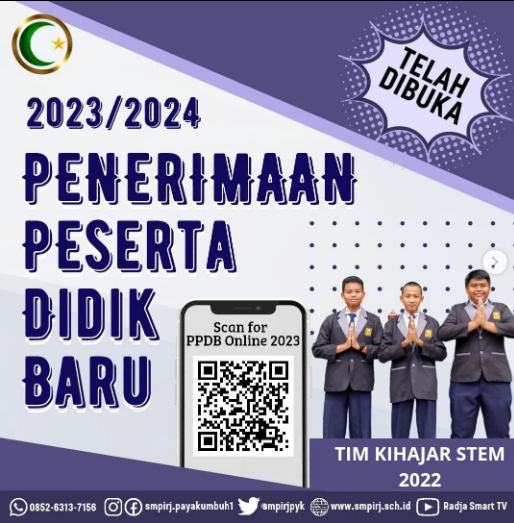 TELAH
DIBUKA
2023/2024
PENERIMAAN
PESERTA
DIDIK
BARU
Scan for
PPDB Online 2023
TIM KIHAJAR STEM
2022
0852-6313-7156 smpirj.payakumbuh1 smpirjpyk www.smpirj.sch.id Radja Smart TV